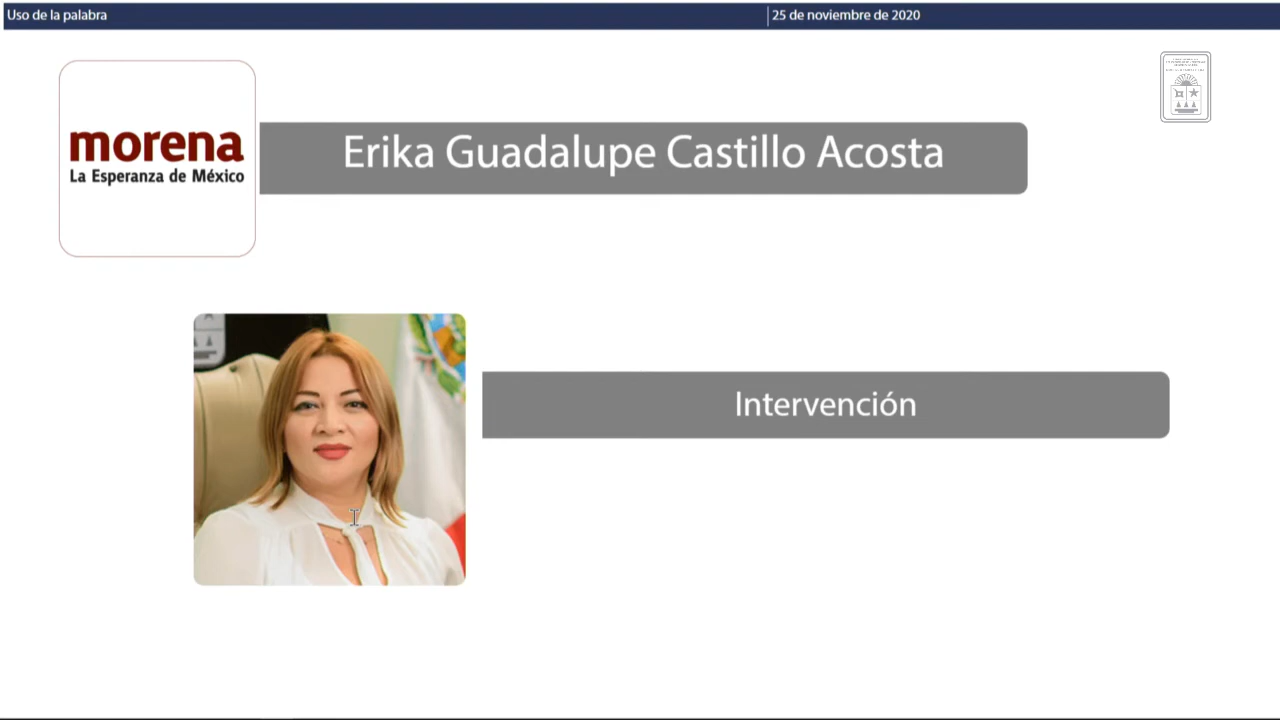 Uso de la palabra
25 de noviembre de 2020
morena
La Esperanza de México
Erika Guadalupe Castillo Acosta
Intervención